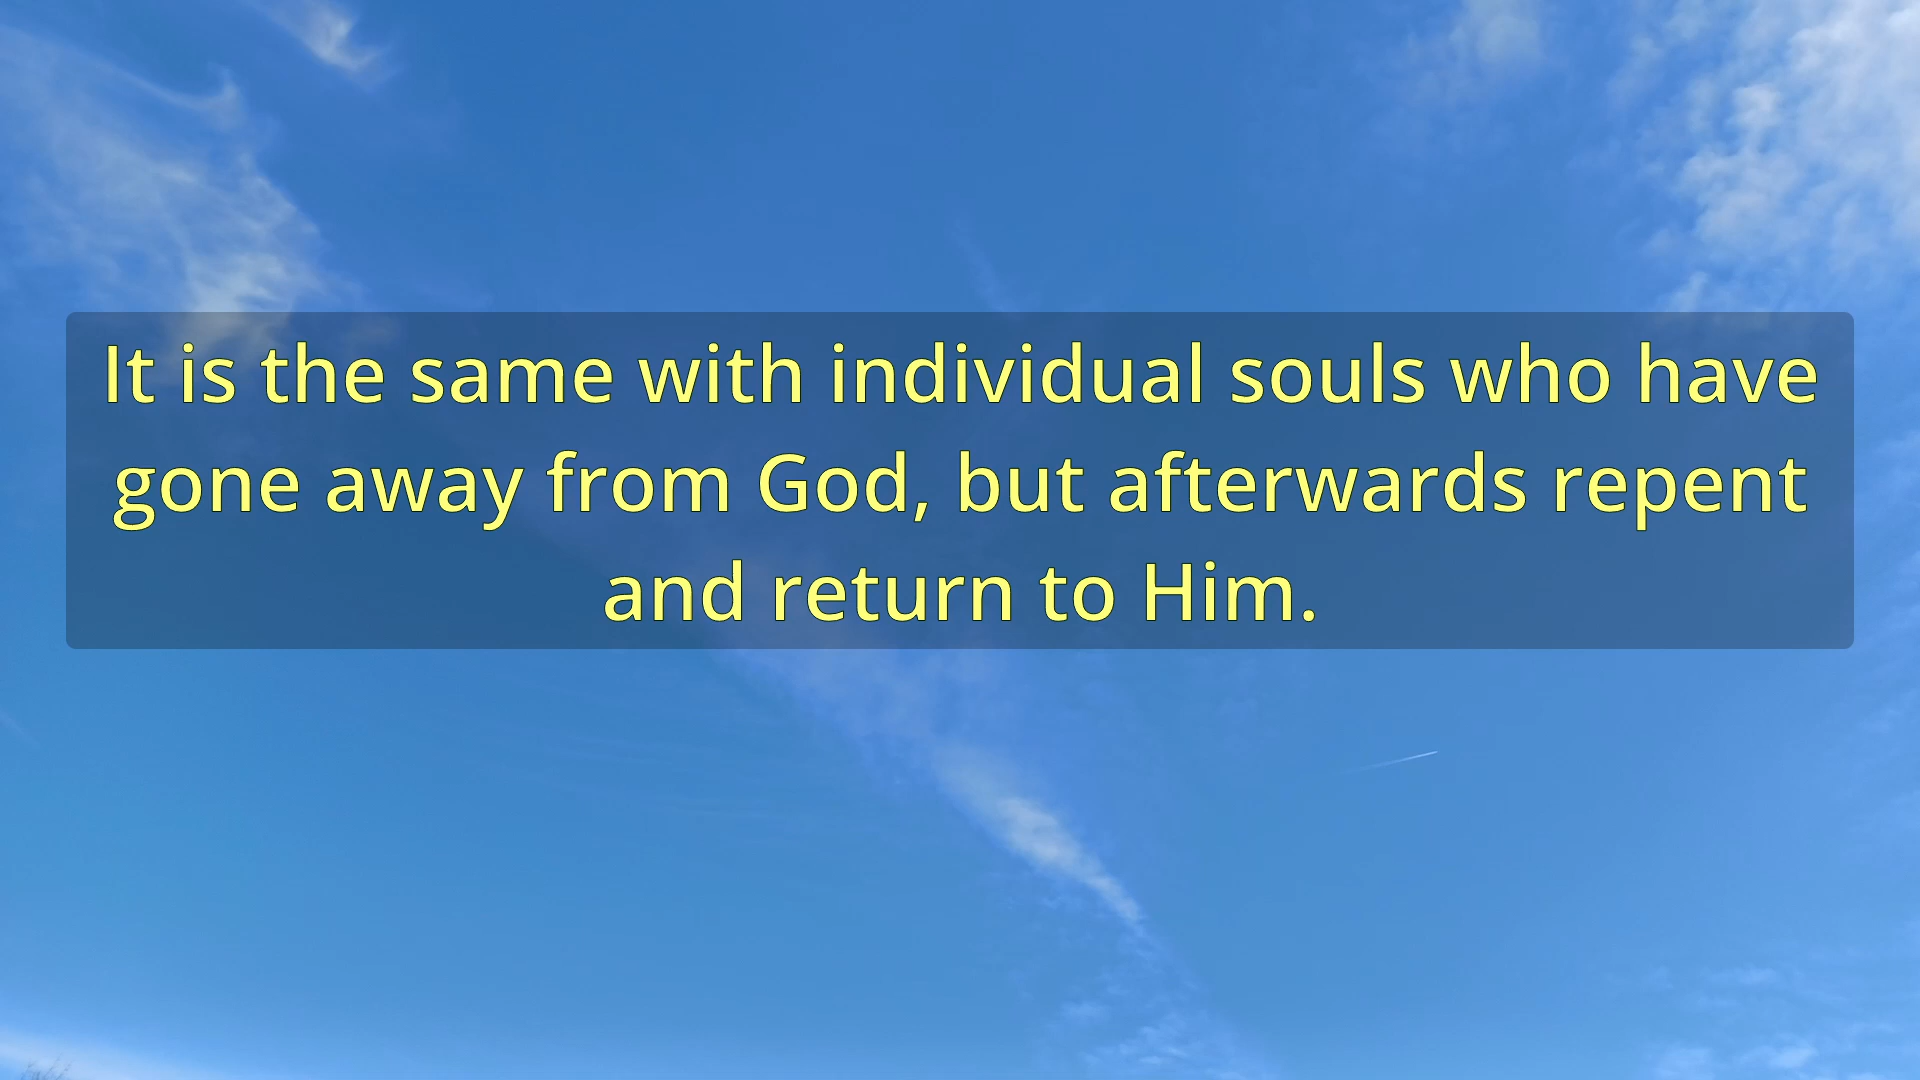 It is the same with individual souls who have
gone away from God, but afterwards repent
and return to Him.